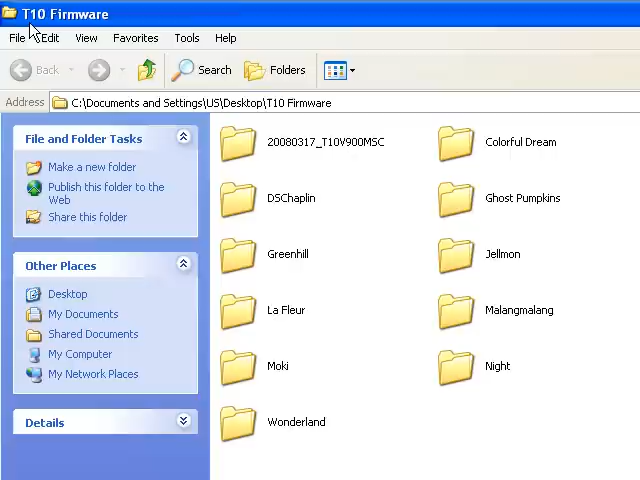 T10 Firmware
File Edit View Favorites Tools Help
Back Search Folders
Address C:\Documents and Settings\US\Desktop\T10 Firmware
File and Folder Tasks
Make a new folder
Publish this folder to the
Web
Share this folder
Other Places
Desktop
My Documents
Shared Documents
My Computer
My Network Places
Details
20080317_T10V900MSC Colorful Dream
DSChaplin Ghost Pumpkins
Greenhill Jellmon
La Fleur Malangmalang
Moki Night
Wonderland